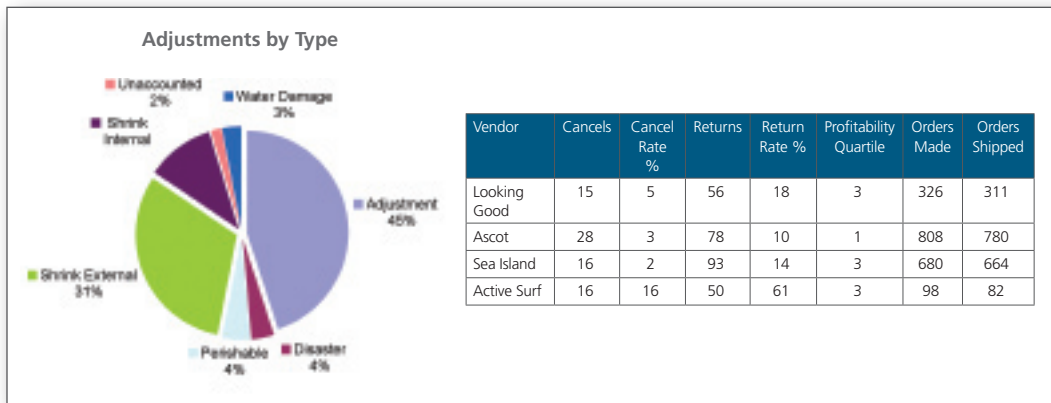 Adjustments by Type
Unaccounted
2%
Water Damage
3%
Shrink
Internal
Adjustment
45%
Shrink External
31%
Perishable
4%
Disaster
4%
Vendor Cancels Cancel Rate % Returns Return Rate % Profitability Quartile Orders Made Orders Shipped
Looking Good 15 5 56 18 3 326 311
Ascot 28 3 78 10 1 808 780
Sea Island 16 2 93 14 3 680 664
Active Surf 16 16 50 61 3 98 82